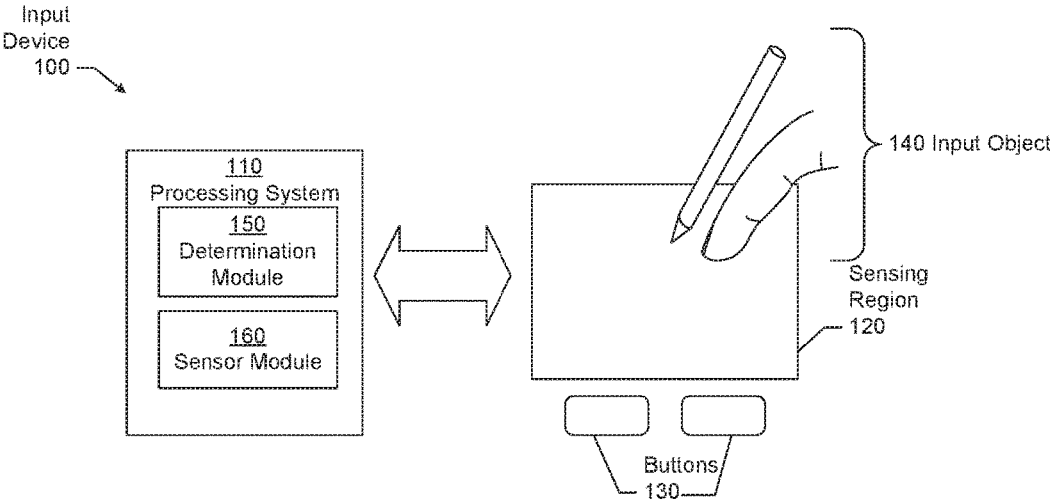 Input
Device
100
110
Processing System
150
Determination
Module
160
Sensor Module
140 Input Object
Sensing
Region
120
Buttons
130